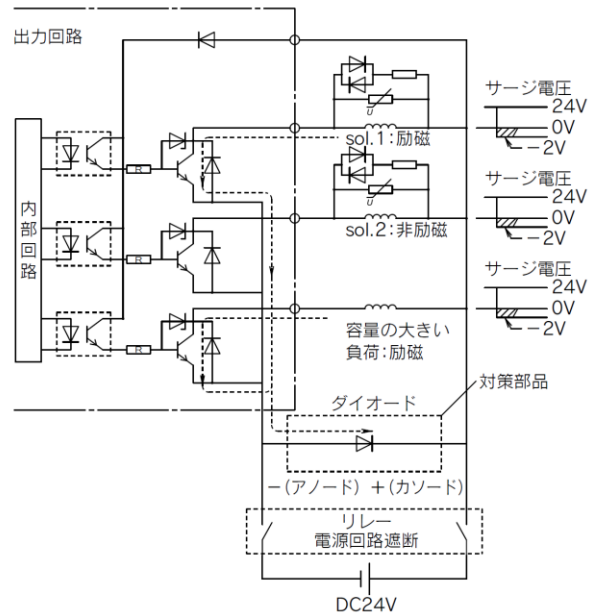 出力回路
サージ電圧
24V
0V
−2V
sol.1:励磁
内部回路
R
U
サージ電圧
24V
0V
−2V
sol.2:非励磁
R
U
サージ電圧
24V
0V
−2V
容量の大きい
負荷:励磁
R
対策部品
ダイオード
−(アノード) +(カソード)
リレー
電源回路遮断
DC24V